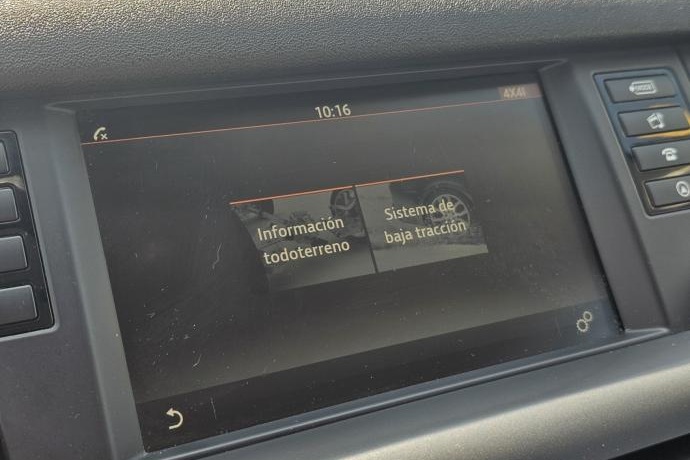 10:16
4X4i
Información
todoterreno
Sistema de
baja tracción